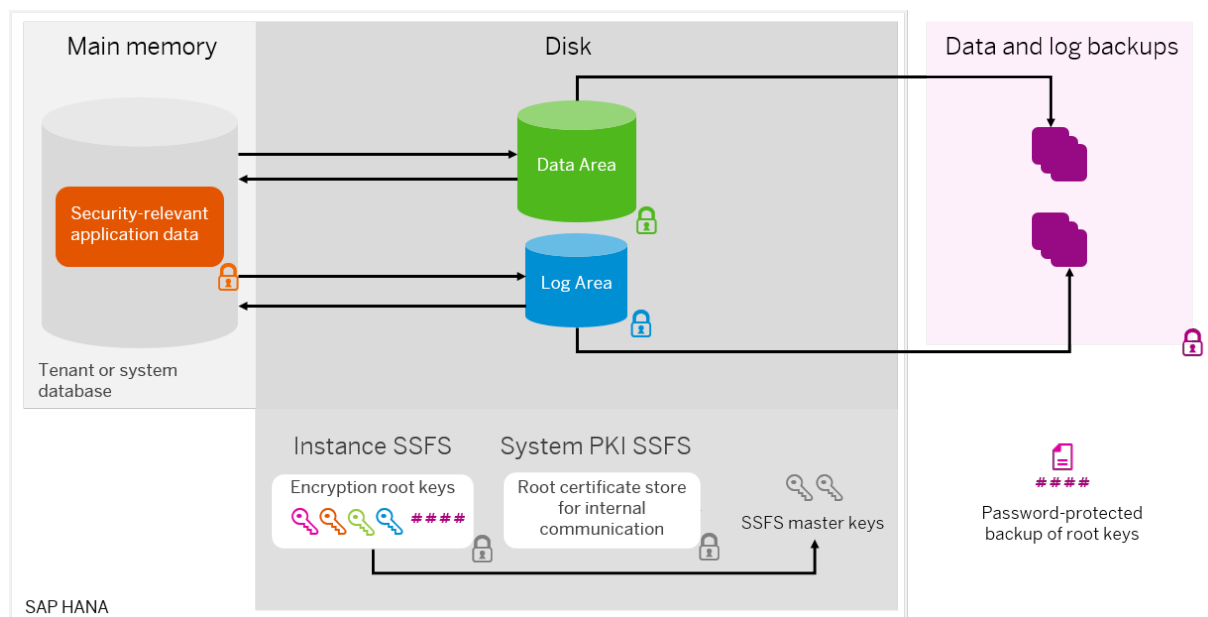 Main memory
Disk
Data and log backups
Data Area
Security-relevant
application data
Log Area
Tenant or system
database
Instance SSFS
System PKI SSFS
Encryption root keys
####
Root certificate store
for internal
communication
SSFS master keys
####
Password-protected
backup of root keys
SAP HANA